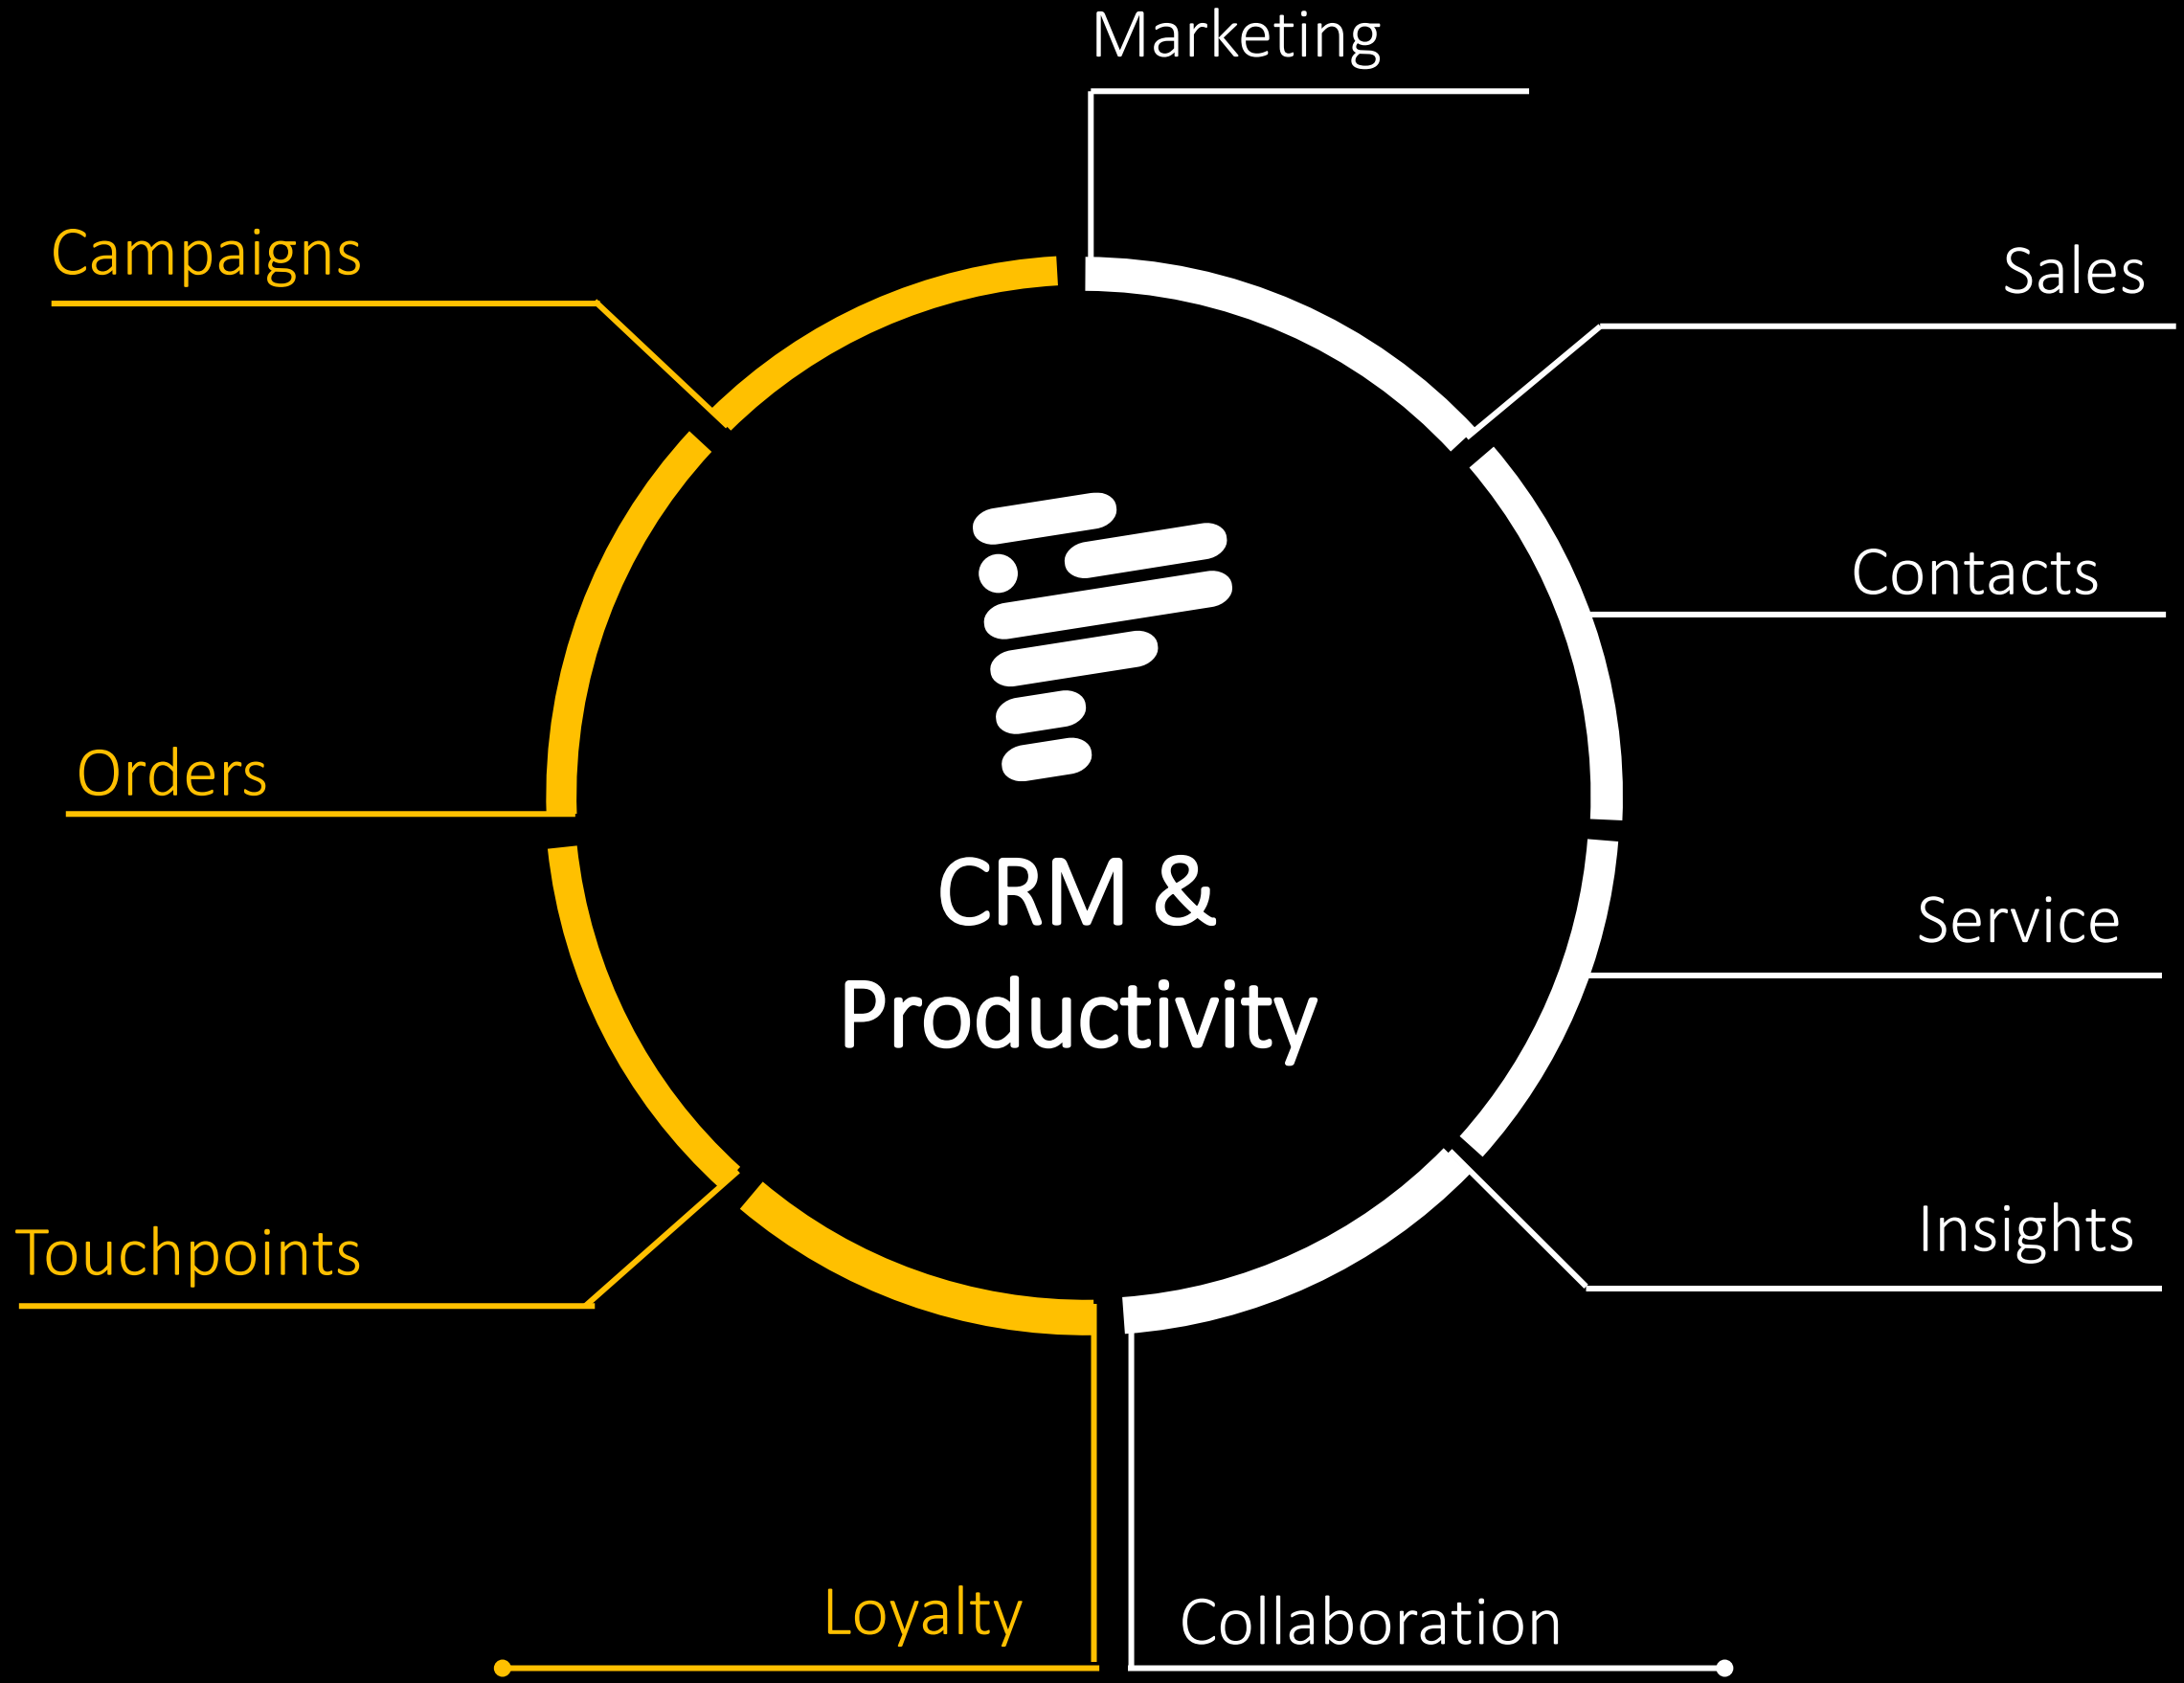 Marketing
Campaigns
Sales
Contacts
Orders
CRM &
Productivity
Service
Touchpoints
Insights
Loyalty
Collaboration